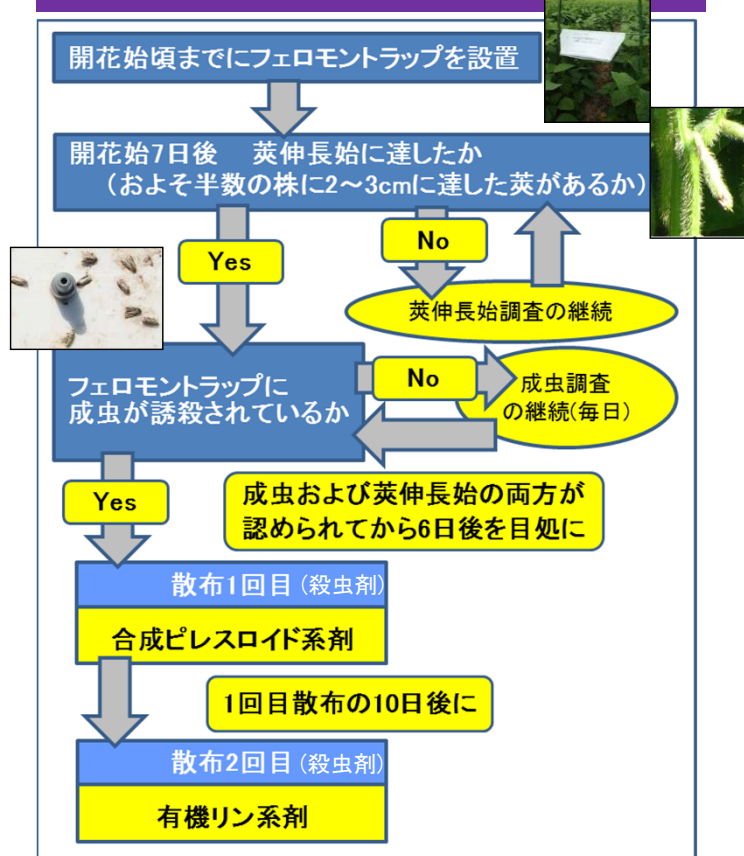 開花始頃までにフェロモントラップを設置
開花始7日後　莢伸長始に達したか
（およそ半数の株に2～3cmに達した莢があるか）
Yes
No
莢伸長始調査の継続
フェロモントラップに
成虫が誘殺されているか
No
成虫調査
の継続(毎日)
Yes
成虫および莢伸長始の両方が
認められてから6日後を目処に
散布1回目(殺虫剤)
合成ピレスロイド系剤
1回目散布の10日後に
散布2回目(殺虫剤)
有機リン系剤